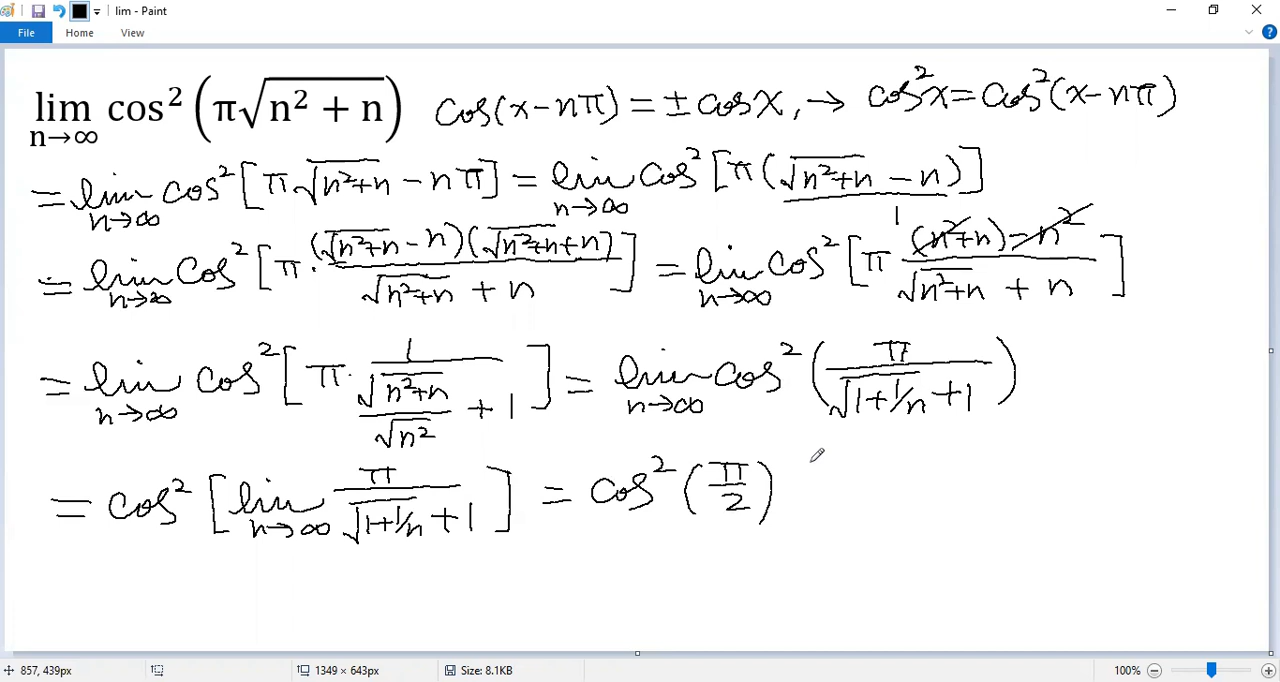 lim - Paint
File Home View
lim n→∞ cos² (π√(n² + n)) cos(x-nπ) = ± cosx, → cos²x = cos²(x-nπ)
= lim n→∞ cos² [π√(n²+n) - nπ] = lim n→∞ cos² [π(√(n²+n) - n)]
= lim n→∞ cos² [π · (√(n²+n) - n)(√(n²+n) + n) / (√(n²+n) + n)] = lim n→∞ cos² [π 1 (n²+n) - n² / (√(n²+n) + n)]
= lim n→∞ cos² [π · 1 / (√(n²+n) / √(n²) + 1)] = lim n→∞ cos² (π / (√(1+1/n) + 1))
= cos² [lim n→∞ π / (√(1+1/n) + 1)] = cos² (π/2)
857, 439px 1349 × 643px Size: 8.1KB 100%